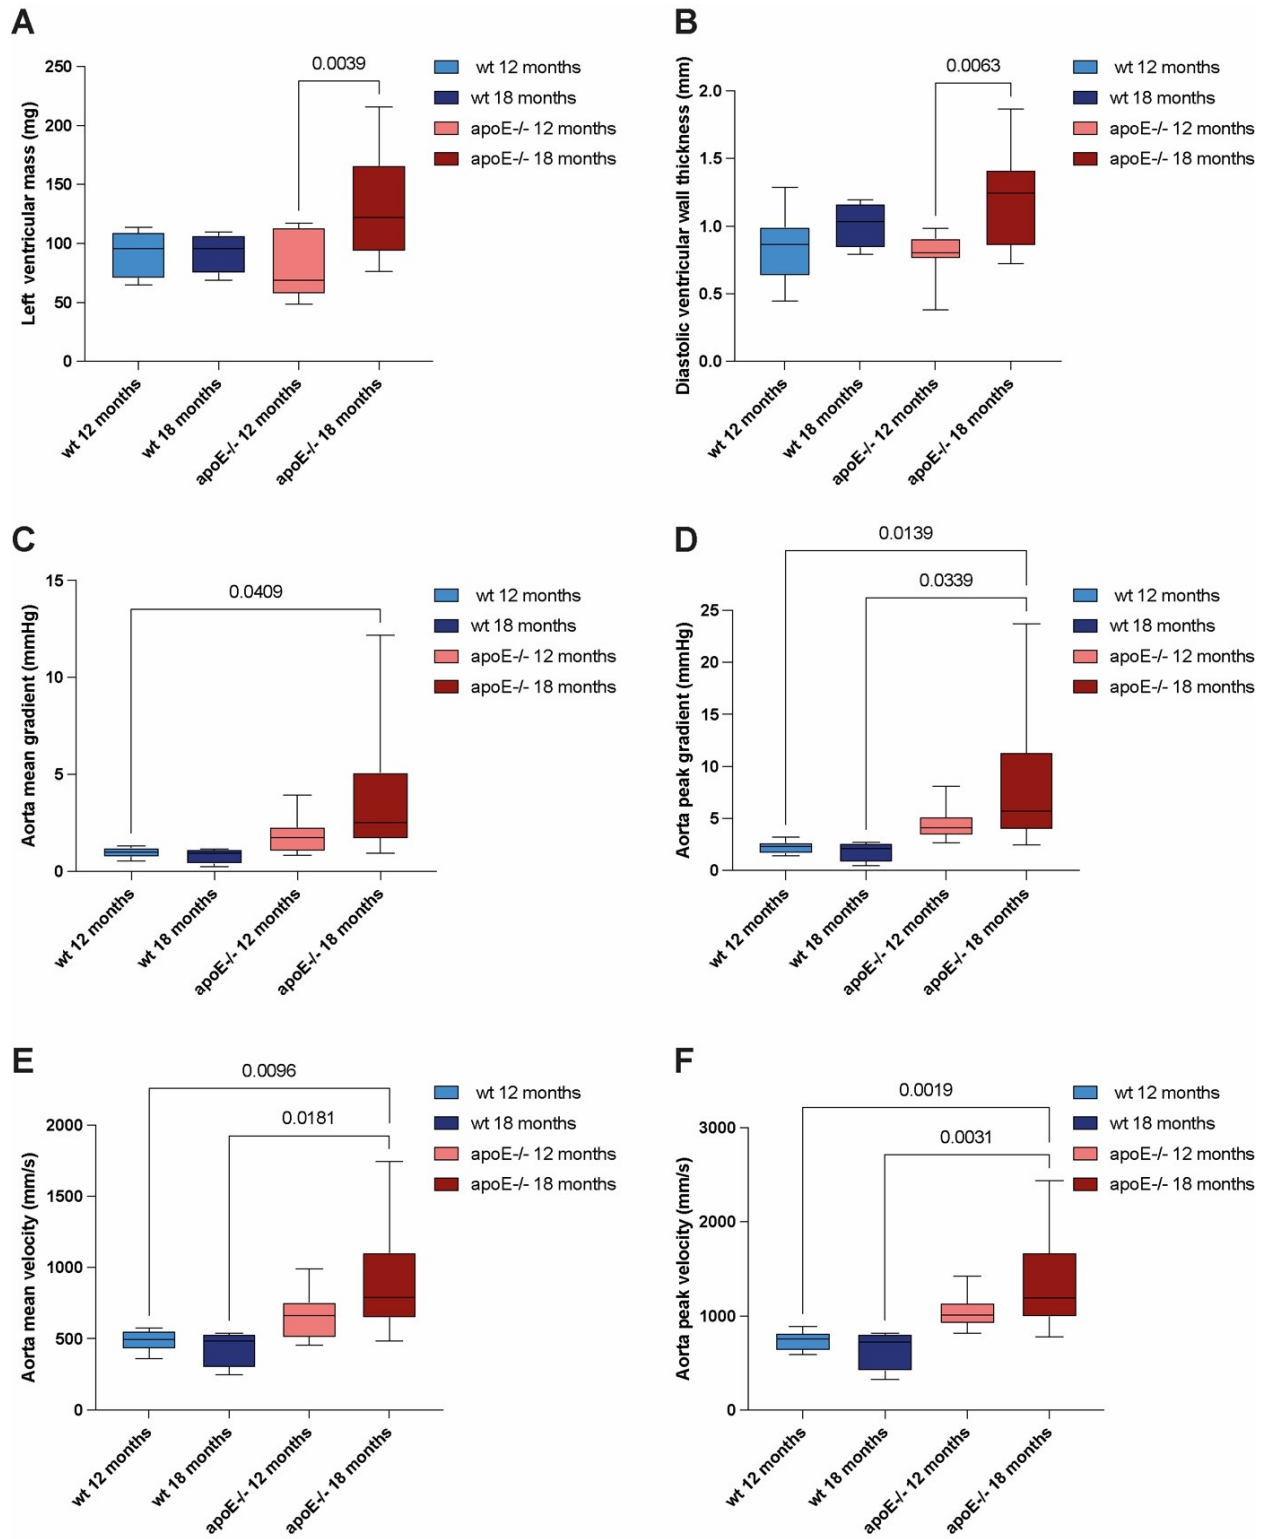 A
Left ventricular mass (mg)
250
200
150
100
50
0
0.0039
wt 12 months
wt 18 months
apoE-/- 12 months
apoE-/- 18 months
wt 12 months
wt 18 months
apoE-/- 12 months
apoE-/- 18 months
B
Diastolic ventricular wall thickness (mm)
2.0
1.5
1.0
0.5
0.0
0.0063
wt 12 months
wt 18 months
apoE-/- 12 months
apoE-/- 18 months
wt 12 months
wt 18 months
apoE-/- 12 months
apoE-/- 18 months
C
Aorta mean gradient (mmHg)
15
10
5
0
0.0409
wt 12 months
wt 18 months
apoE-/- 12 months
apoE-/- 18 months
wt 12 months
wt 18 months
apoE-/- 12 months
apoE-/- 18 months
D
Aorta peak gradient (mmHg)
25
20
15
10
5
0
0.0139
0.0339
wt 12 months
wt 18 months
apoE-/- 12 months
apoE-/- 18 months
wt 12 months
wt 18 months
apoE-/- 12 months
apoE-/- 18 months
E
Aorta mean velocity (mm/s)
2000
1500
1000
500
0
0.0096
0.0181
wt 12 months
wt 18 months
apoE-/- 12 months
apoE-/- 18 months
wt 12 months
wt 18 months
apoE-/- 12 months
apoE-/- 18 months
F
Aorta peak velocity (mm/s)
3000
2000
1000
0
0.0019
0.0031
wt 12 months
wt 18 months
apoE-/- 12 months
apoE-/- 18 months
wt 12 months
wt 18 months
apoE-/- 12 months
apoE-/- 18 months